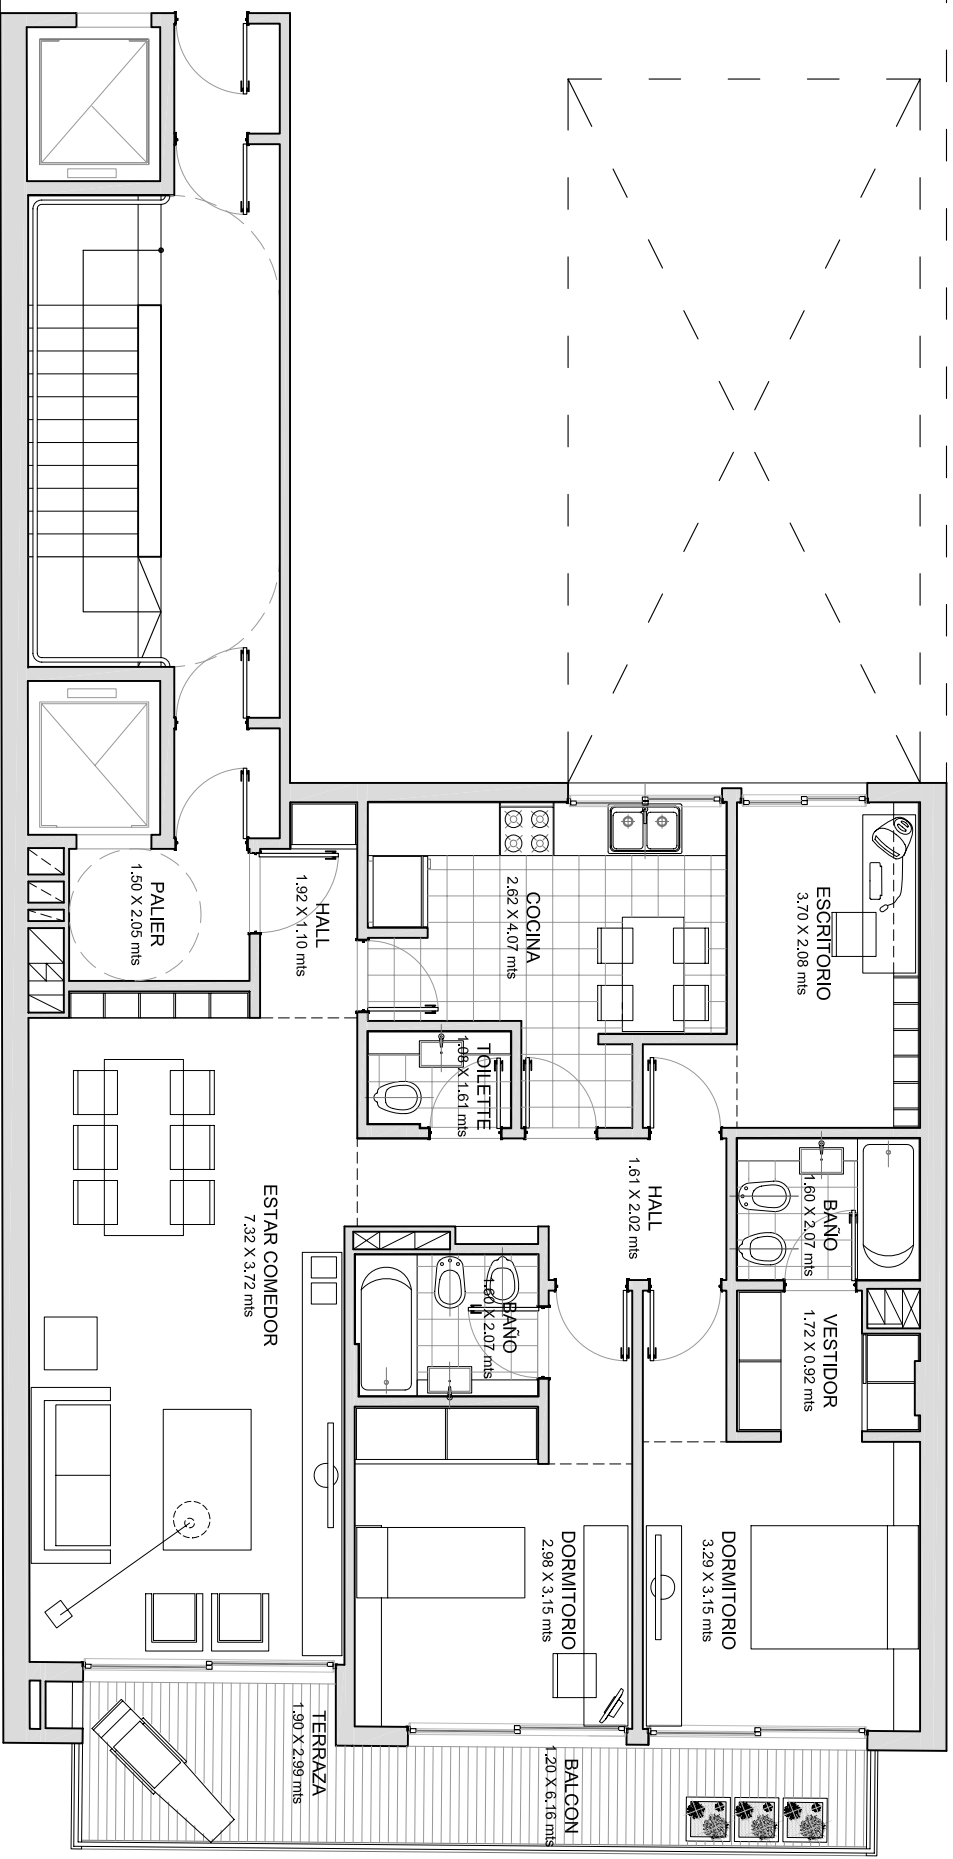 ESCRITORIO
3.70 X 2.08 mts
COCINA
2.62 X 4.07 mts
HALL
1.92 X 1.10 mts
PALIER
1.50 X 2.05 mts
TOILETTE
1.08 X 1.61 mts
BAÑO
1.60 X 2.07 mts
HALL
1.61 X 2.02 mts
ESTAR COMEDOR
7.32 X 3.72 mts
BAÑO
1.60 X 2.07 mts
VESTIDOR
1.72 X 0.92 mts
DORMITORIO
3.29 X 3.15 mts
DORMITORIO
2.98 X 3.15 mts
TERRAZA
1.90 X 2.99 mts
BALCON
1.20 X 6.16 mts